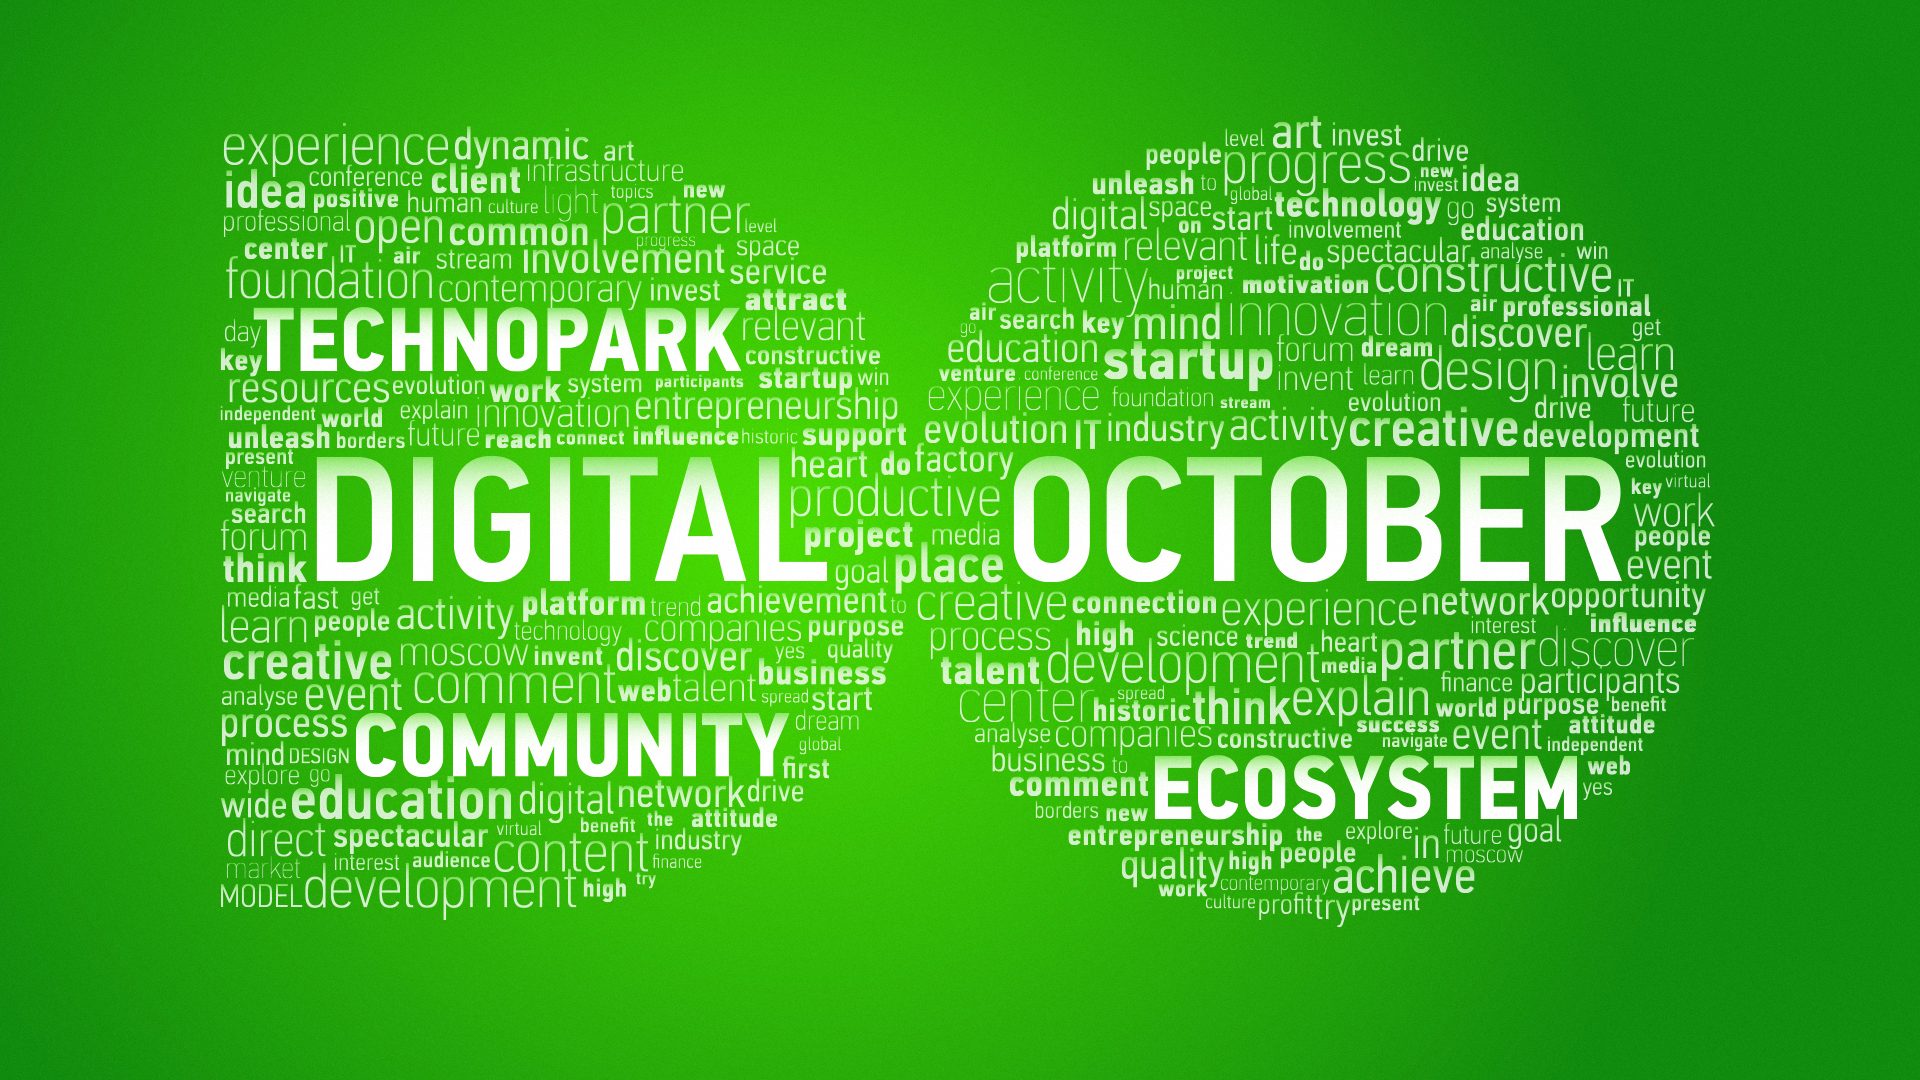 experience dynamic art
idea conference client infrastructure
positive human culture light topics new
professional open common partner level
center IT air stream involvement progress space
foundation contemporary invest service
attract
day TECHNOPARK relevant
key constructive
resources evolution work system participants startup win
independent world explain innovation entrepreneurship
unleash borders future reach connect influence historic support
present
venture
navigate
search
forum
think
DIGITAL
heart do factory
productive
project media
goal place
media fast get
learn people activity platform trend achievement to
technology companies purpose
creative moscow invent discover yes quality
business
analyse event comment web talent spread start
process COMMUNITY dream
mind DESIGN global
explore go first
wide education digital network drive
direct spectacular virtual benefit the attitude
industry
market interest audience content finance
MODEL development high try
level art invest
people progress drive
unleash to global new invest idea
digital space on start technology go system
involvement education
platform relevant life do spectacular analyse win
activity human project motivation constructive IT
air professional
go air search key mind innovation discover get
education startup forum dream design learn
venture conference invent learn involve
experience foundation stream evolution drive future
evolution IT industry activity creative development
OCTOBER
evolution
key virtual
work
people
event
creative connection experience network opportunity
process high science trend heart interest influence
talent development media partner discover
center spread finance participants
historic think explain world purpose benefit
analyse companies constructive success navigate event attitude
independent
business to
comment ECOSYSTEM web
yes
borders new
entrepreneurship the explore in future goal
quality high people moscow
work contemporary achieve
culture profit try present